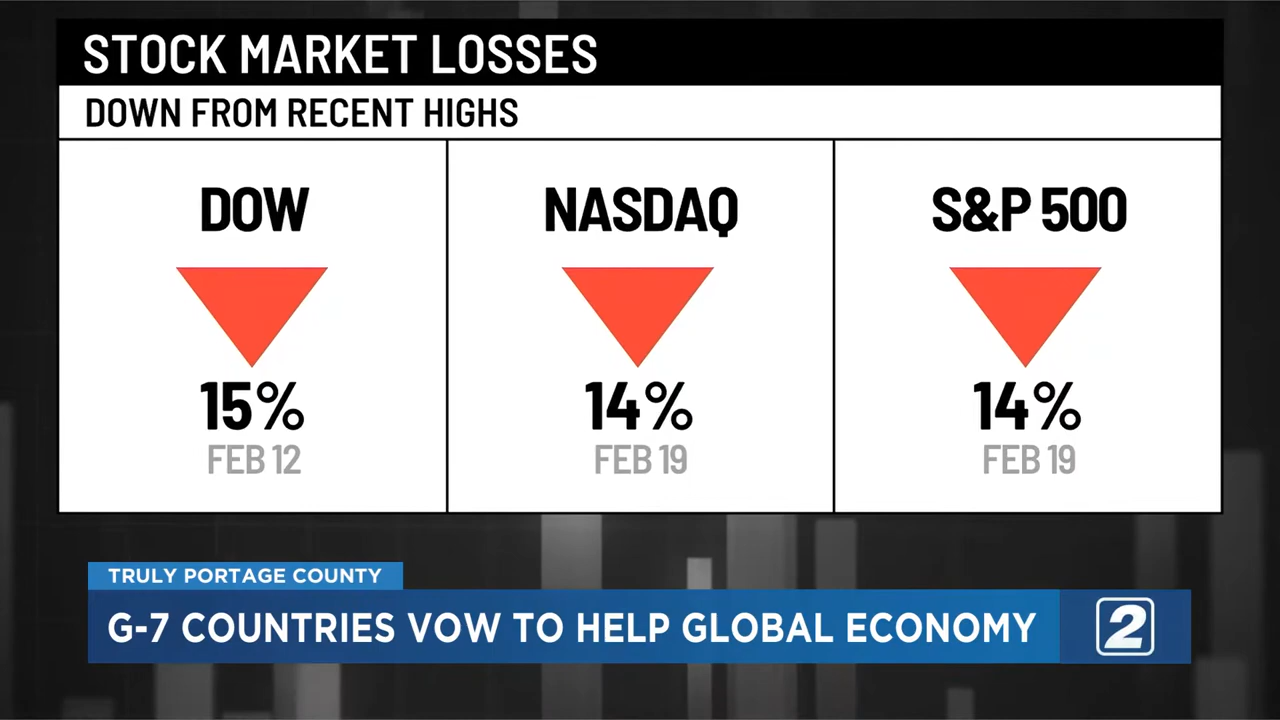 STOCK MARKET LOSSES
DOWN FROM RECENT HIGHS
DOW
15%
FEB 12
NASDAQ
14%
FEB 19
S&P 500
14%
FEB 19
TRULY PORTAGE COUNTY
G-7 COUNTRIES VOW TO HELP GLOBAL ECONOMY
2